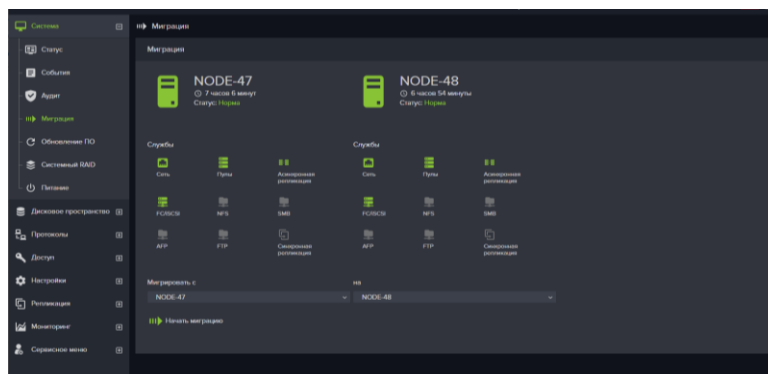 Система
Миграция
Статус
Миграция
События
NODE-47
NODE-48
7 часов 6 минут
6 часов 54 минуты
Аудит
Статус: Норма
Статус: Норма
Миграция
Обновление ПО
Службы
Службы
Системный RAID
Сеть
Пулы
Асинхронная
репликация
Сеть
Пулы
Асинхронная
репликация
Питание
Дисковое пространство
FC/iSCSI
NFS
SMB
FC/iSCSI
NFS
SMB
Протоколы
AFP
FTP
Синхронная
репликация
AFP
FTP
Синхронная
репликация
Доступ
Настройки
Мигрировать с
на
Репликация
NODE-47
NODE-48
Мониторинг
Начать миграцию
Сервисное меню